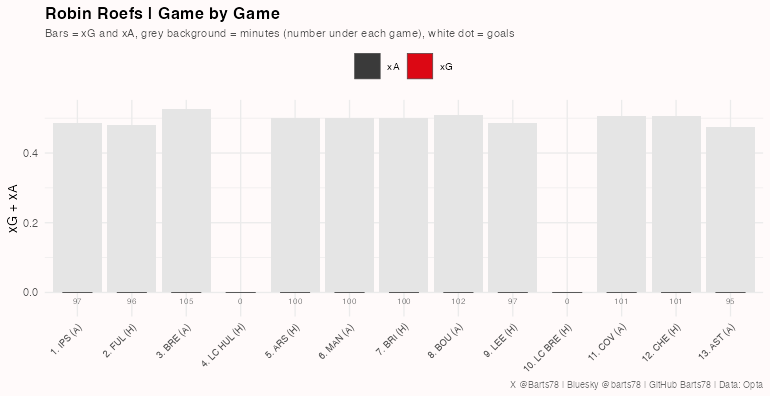 Robin Roefs | Game by Game
Bars = xG and xA, grey background = minutes (number under each game), white dot = goals
xA xG
xG + xA
0.4
0.2
0.0
97 96 105 0 100 100 100 102 97 0 101 101 95
1. IPS (A)
2. FUL (H)
3. BRE (A)
4. LC HUL (H)
5. ARS (H)
6. MAN (A)
7. BRI (H)
8. BOU (A)
9. LEE (H)
10. LC BRE (H)
11. COV (A)
12. CHE (H)
13. AST (A)
X @Barts78 | Bluesky @barts78 | GitHub Barts78 | Data: Opta